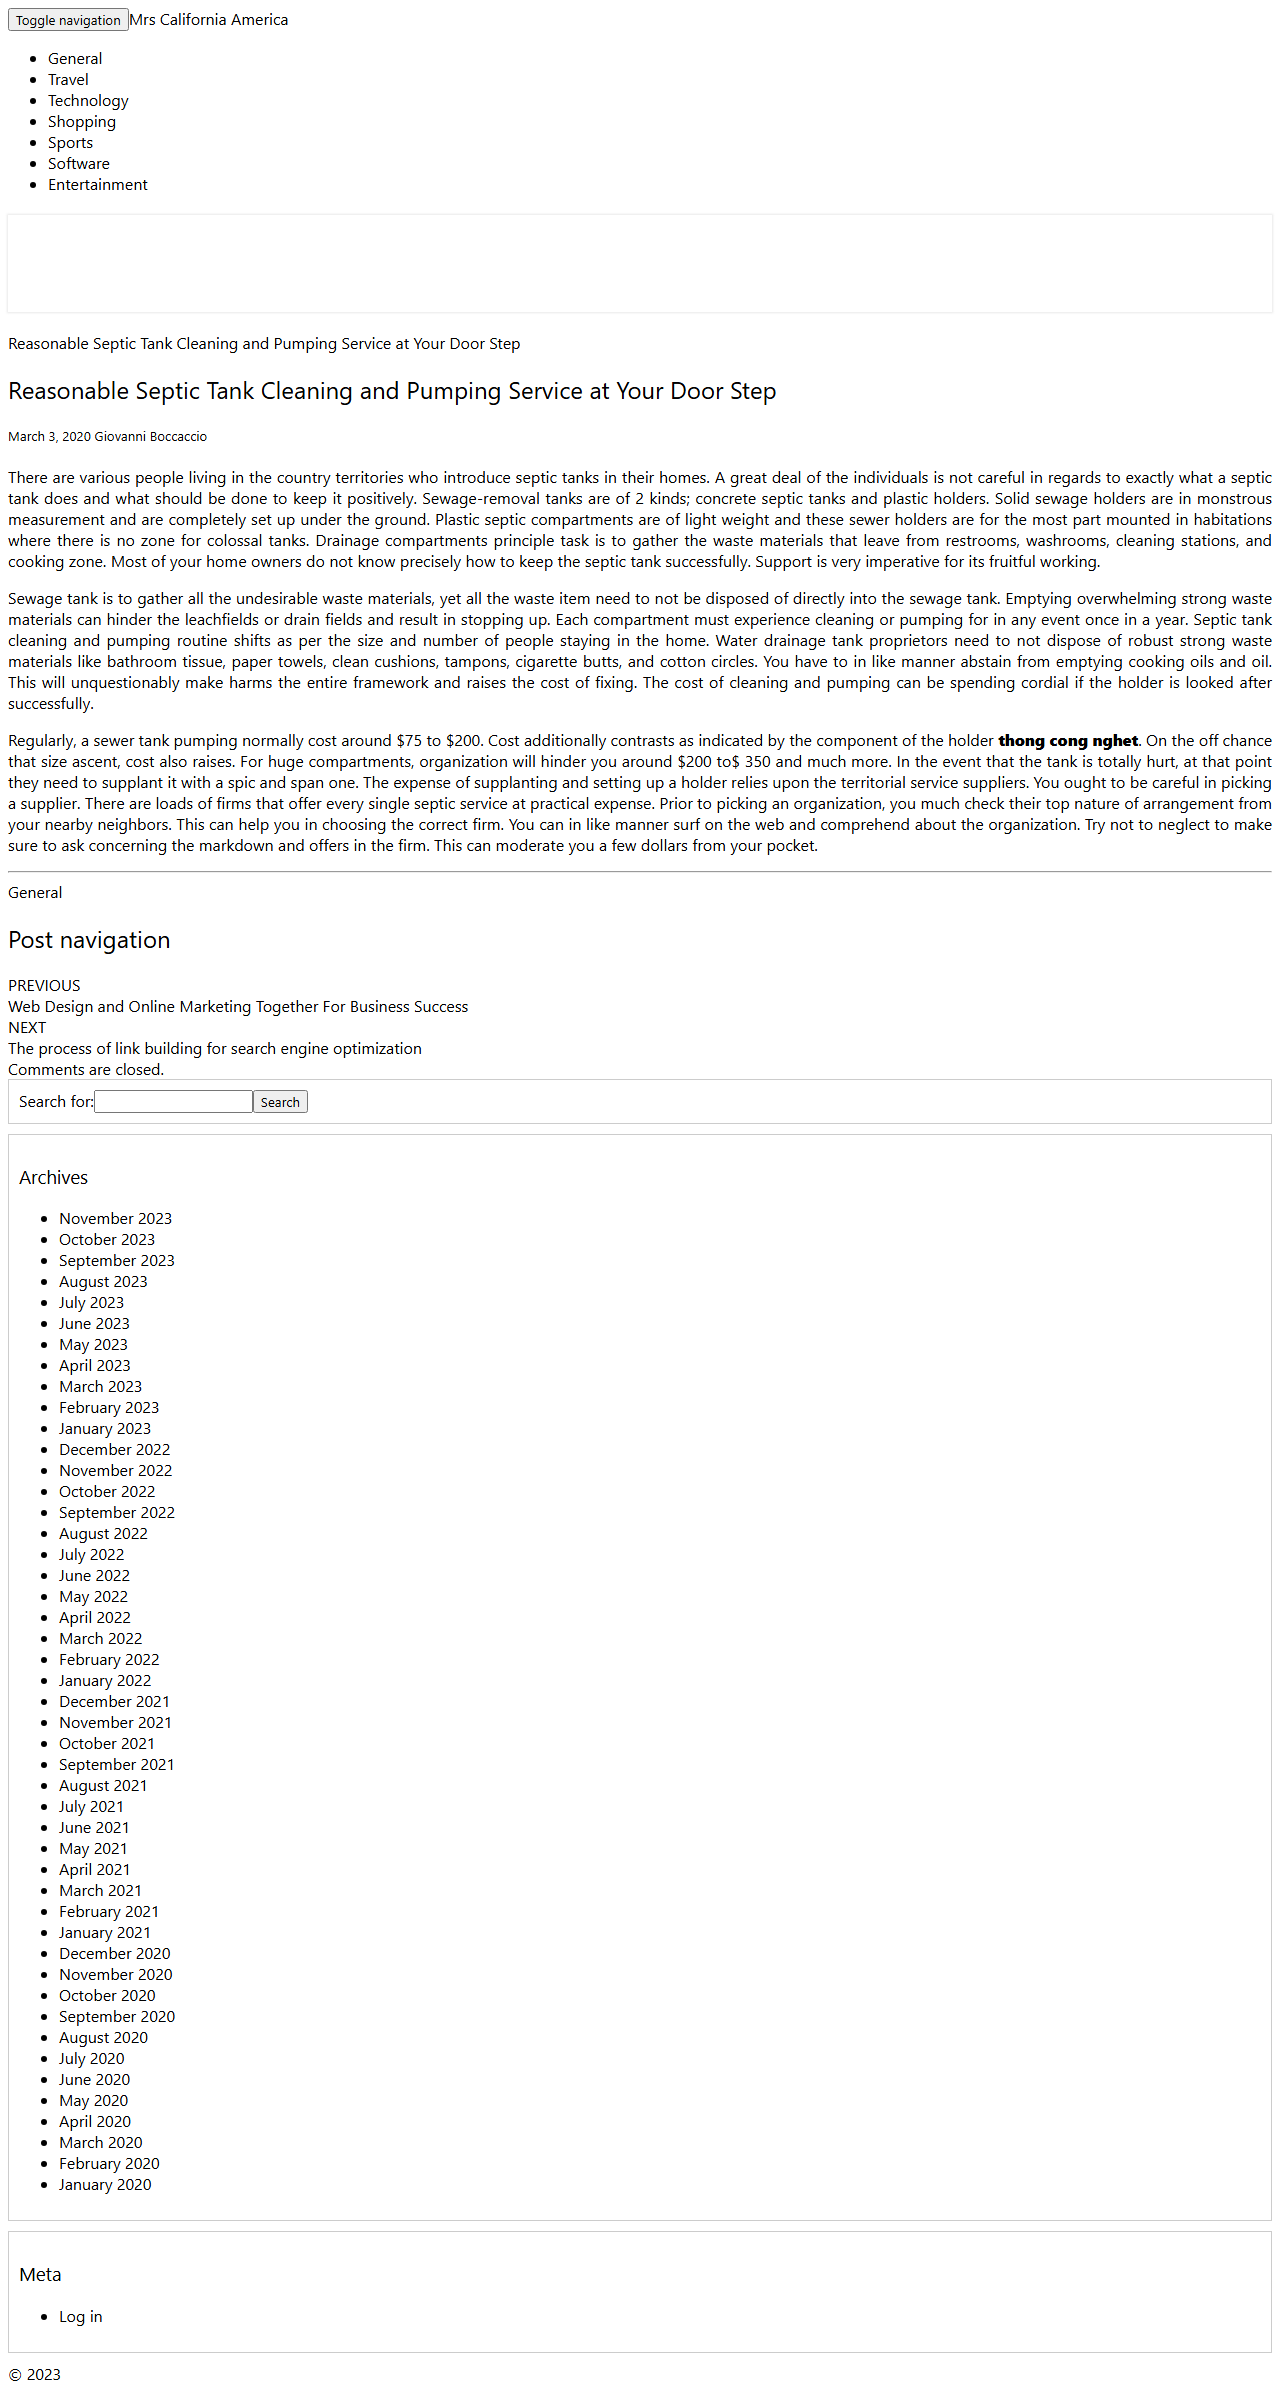 Toggle navigation Mrs California America
General
Travel
Technology
Shopping
Sports
Software
Entertainment
Reasonable Septic Tank Cleaning and Pumping Service at Your Door Step
Reasonable Septic Tank Cleaning and Pumping Service at Your Door Step
March 3, 2020 Giovanni Boccaccio
There are various people living in the country territories who introduce septic tanks in their homes. A great deal of the individuals is not careful in regards to exactly what a septic
tank does and what should be done to keep it positively. Sewage-removal tanks are of 2 kinds; concrete septic tanks and plastic holders. Solid sewage holders are in monstrous
measurement and are completely set up under the ground. Plastic septic compartments are of light weight and these sewer holders are for the most part mounted in habitations
where there is no zone for colossal tanks. Drainage compartments principle task is to gather the waste materials that leave from restrooms, washrooms, cleaning stations, and
cooking zone. Most of your home owners do not know precisely how to keep the septic tank successfully. Support is very imperative for its fruitful working.
Sewage tank is to gather all the undesirable waste materials, yet all the waste item need to not be disposed of directly into the sewage tank. Emptying overwhelming strong waste
materials can hinder the leachfields or drain fields and result in stopping up. Each compartment must experience cleaning or pumping for in any event once in a year. Septic tank
cleaning and pumping routine shifts as per the size and number of people staying in the home. Water drainage tank proprietors need to not dispose of robust strong waste
materials like bathroom tissue, paper towels, clean cushions, tampons, cigarette butts, and cotton circles. You have to in like manner abstain from emptying cooking oils and oil.
This will unquestionably make harms the entire framework and raises the cost of fixing. The cost of cleaning and pumping can be spending cordial if the holder is looked after
successfully.
Regularly, a sewer tank pumping normally cost around $75 to $200. Cost additionally contrasts as indicated by the component of the holder thong cong nghet. On the off chance
that size ascent, cost also raises. For huge compartments, organization will hinder you around $200 to$ 350 and much more. In the event that the tank is totally hurt, at that point
they need to supplant it with a spic and span one. The expense of supplanting and setting up a holder relies upon the territorial service suppliers. You ought to be careful in picking
a supplier. There are loads of firms that offer every single septic service at practical expense. Prior to picking an organization, you much check their top nature of arrangement from
your nearby neighbors. This can help you in choosing the correct firm. You can in like manner surf on the web and comprehend about the organization. Try not to neglect to make
sure to ask concerning the markdown and offers in the firm. This can moderate you a few dollars from your pocket.
General
Post navigation
PREVIOUS
Web Design and Online Marketing Together For Business Success
NEXT
The process of link building for search engine optimization
Comments are closed.
Search for: Search
Archives
November 2023
October 2023
September 2023
August 2023
July 2023
June 2023
May 2023
April 2023
March 2023
February 2023
January 2023
December 2022
November 2022
October 2022
September 2022
August 2022
July 2022
June 2022
May 2022
April 2022
March 2022
February 2022
January 2022
December 2021
November 2021
October 2021
September 2021
August 2021
July 2021
June 2021
May 2021
April 2021
March 2021
February 2021
January 2021
December 2020
November 2020
October 2020
September 2020
August 2020
July 2020
June 2020
May 2020
April 2020
March 2020
February 2020
January 2020
Meta
Log in
© 2023